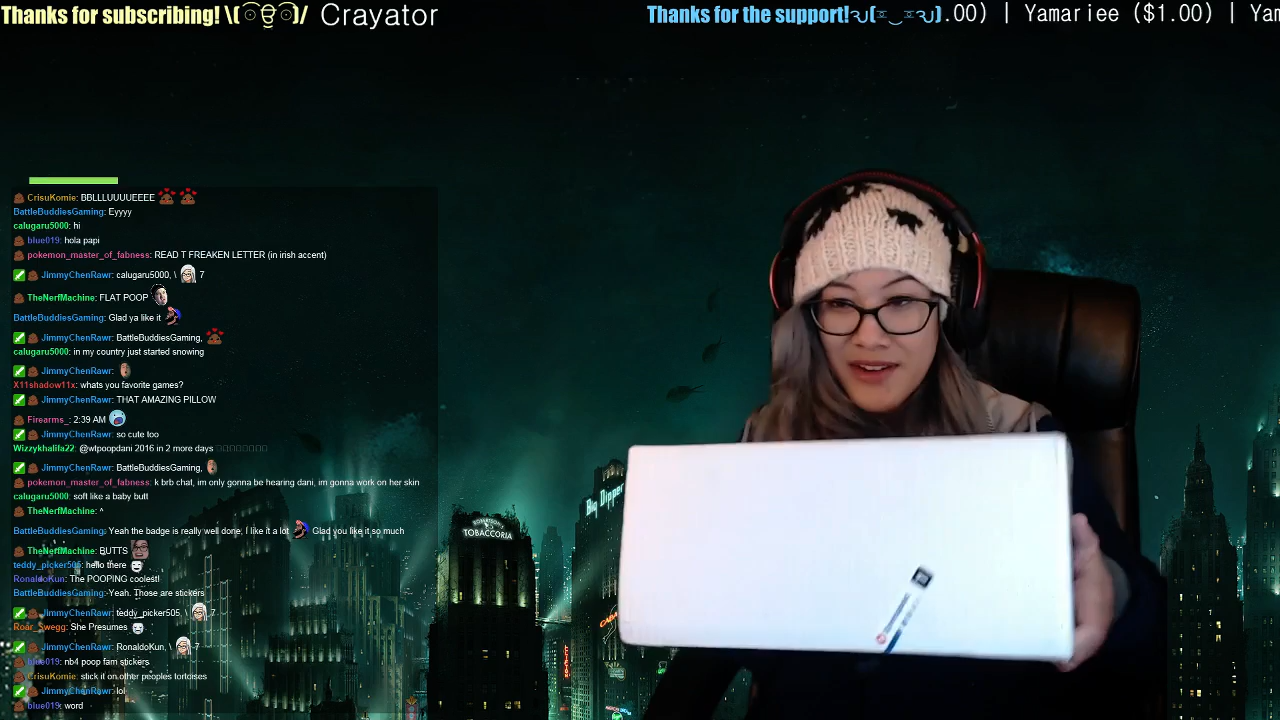 Thanks for subscribing! \( ͡° ͜ʖ ͡°)/ Crayator
Thanks for the support! .00) | Yamariee ($1.00) | Yam
CrisuKomie: BBLLLUUUUEEEE
BattleBuddiesGaming: Eyyyy
calugaru5000: hi
blue019: hola papi
pokemon_master_of_fabness: READ T FREAKEN LETTER (in irish accent)
JimmyChenRawr: calugaru5000, \ 7
TheNerfMachine: FLAT POOP
BattleBuddiesGaming: Glad ya like it
JimmyChenRawr: BattleBuddiesGaming,
calugaru5000: in my country just started snowing
JimmyChenRawr:
X11shadow11x: whats you favorite games?
JimmyChenRawr: THAT AMAZING PILLOW
Firearms_: 2:39 AM
JimmyChenRawr: so cute too
Wizzykhalifa22: @wtpoopdani 2016 in 2 more days
JimmyChenRawr: BattleBuddiesGaming,
pokemon_master_of_fabness: k brb chat, im only gonna be hearing dani, im gonna work on her skin
calugaru5000: soft like a baby butt
TheNerfMachine: ^
BattleBuddiesGaming: Yeah the badge is really well done, I like it a lot Glad you like it so much
TheNerfMachine: BUTTS
teddy_picker505: hello there
RonaldoKun: The POOPING coolest!
BattleBuddiesGaming: Yeah. Those are stickers
JimmyChenRawr: teddy_picker505, \ 7
Roar_Swegg: She Presumes
JimmyChenRawr: RonaldoKun, \ 7
blue019: nb4 poop fam stickers
CrisuKomie: stick it on other peoples tortoises
JimmyChenRawr: lol
blue019: word
Big Dipper
ROBERTSON'S
TOBACCORIA